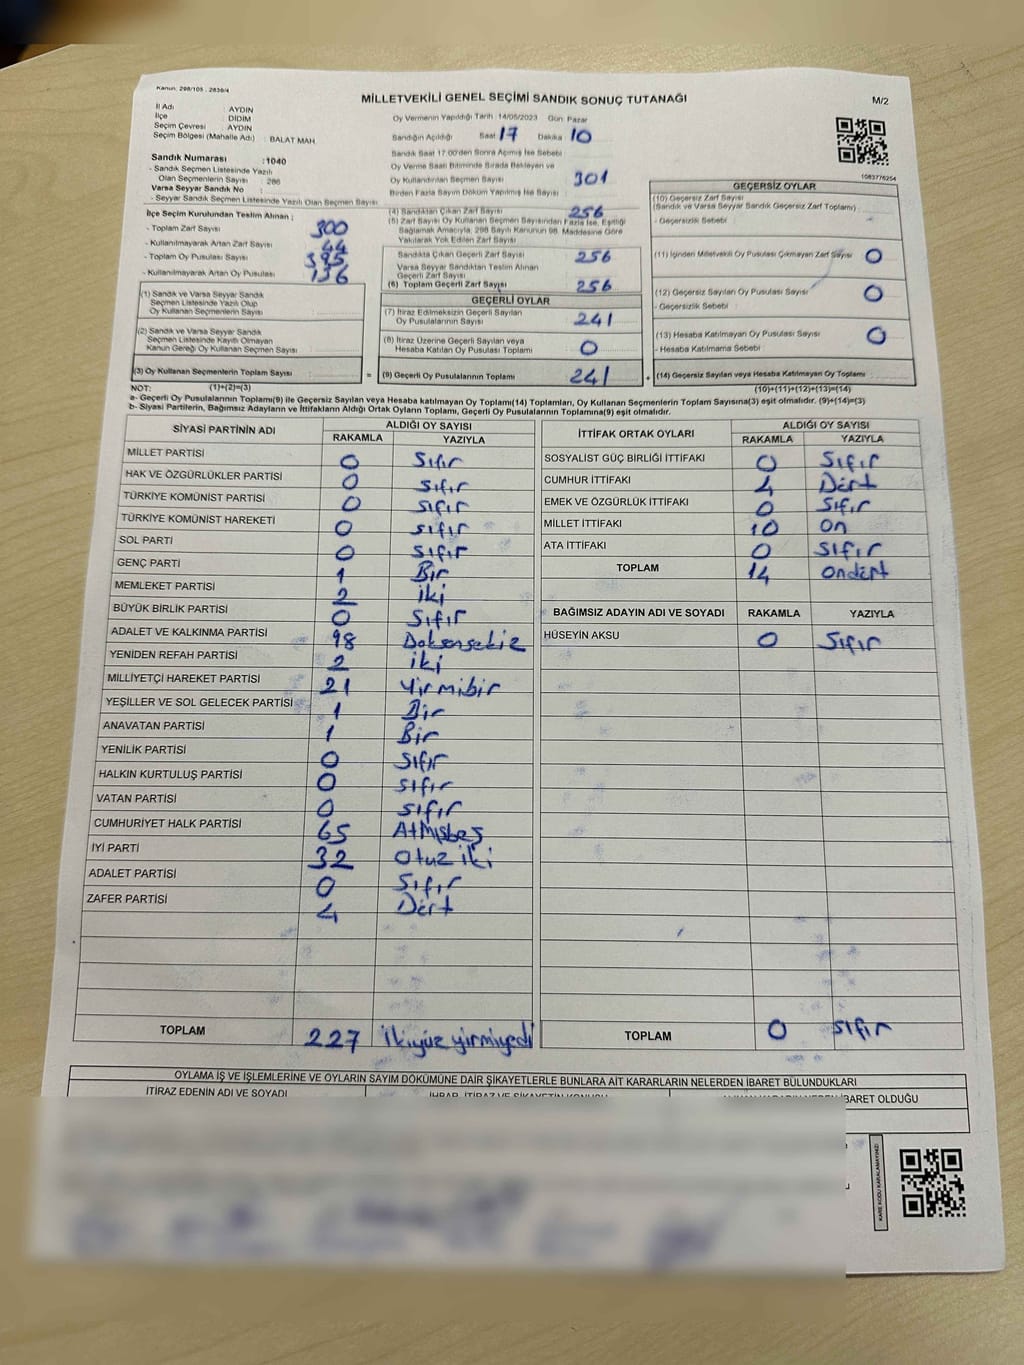 Kanun: 298/105 , 2839/4
MİLLETVEKİLİ GENEL SEÇİMİ SANDIK SONUÇ TUTANAĞI
M/2
İl Adı : AYDIN
İlçe : DİDİM
Seçim Çevresi : AYDIN
Seçim Bölgesi (Mahalle Adı) : BALAT MAH.
Oy Vermenin Yapıldığı Tarih 14/05/2023 Gün Pazar
Sandığın Açıldığı Saat 17 Dakika 10
Sandık Saat 17.00'den Sonra Açılmış İse Sebebi
Oy Verme Saati Bitiminde Sırada Bekleyen ve
Oy Kullandırılan Seçmen Sayısı 301
Birden Fazla Sayım Döküm Yapılmış İse Sayısı
1083776254
Sandık Numarası : 1040
- Sandık Seçmen Listesinde Yazılı
Olan Seçmenlerin Sayısı : 286
Varsa Seyyar Sandık No :
- Seyyar Sandık Seçmen Listesinde Yazılı Olan Seçmen Sayısı
İlçe Seçim Kurulundan Teslim Alınan ;
- Toplam Zarf Sayısı 300
- Kullanılmayarak Artan Zarf Sayısı 44
- Toplam Oy Pusulası Sayısı 395
- Kullanılmayarak Artan Oy Pusulası 136
(1) Sandık ve Varsa Seyyar Sandık
Seçmen Listesinde Yazılı Olup
Oy Kullanan Seçmenlerin Sayısı
(2) Sandık ve Varsa Seyyar Sandık
Seçmen Listesinde Kayıtlı Olmayan
Kanun Gereği Oy Kullanan Seçmen Sayısı
(3) Oy Kullanan Seçmenlerin Toplam Sayısı
=
(4) Sandıktan Çıkan Zarf Sayısı 256
(5) Zarf Sayısı Oy Kullanan Seçmen Sayısından Fazla İse, Eşitliği
Sağlamak Amacıyla, 298 Sayılı Kanunun 98. Maddesine Göre
Yakılarak Yok Edilen Zarf Sayısı
Sandıkta Çıkan Geçerli Zarf Sayısı 256
Varsa Seyyar Sandıktan Teslim Alınan
Geçerli Zarf Sayısı
(6) Toplam Geçerli Zarf Sayısı 256
GEÇERLİ OYLAR
(7) İtiraz Edilmeksizin Geçerli Sayılan
Oy Pusulalarının Sayısı 241
(8) İtiraz Üzerine Geçerli Sayılan veya
Hesaba Katılan Oy Pusulası Toplamı 0
(9) Geçerli Oy Pusulalarının Toplamı 241
+
GEÇERSİZ OYLAR
(10) Geçersiz Zarf Sayısı
(Sandık ve Varsa Seyyar Sandık Geçersiz Zarf Toplamı)
- Geçersizlik Sebebi
(11) İçinden Milletvekili Oy Pusulası Çıkmayan Zarf Sayısı 0
(12) Geçersiz Sayılan Oy Pusulası Sayısı 0
- Geçersizlik Sebebi
(13) Hesaba Katılmayan Oy Pusulası Sayısı 0
- Hesaba Katılmama Sebebi
(14) Geçersiz Sayılan veya Hesaba Katılmayan Oy Toplamı
NOT: (1)+(2)=(3) (10)+(11)+(12)+(13)=(14)
a- Geçerli Oy Pusulalarının Toplamı(9) ile Geçersiz Sayılan veya Hesaba katılmayan Oy Toplamı(14) Toplamları, Oy Kullanan Seçmenlerin Toplam Sayısına(3) eşit olmalıdır. (9)+(14)=(3)
b- Siyasi Partilerin, Bağımsız Adayların ve İttifakların Aldığı Ortak Oyların Toplamı, Geçerli Oy Pusulalarının Toplamına(9) eşit olmalıdır.
SİYASİ PARTİNİN ADI ALDIĞI OY SAYISI
RAKAMLA YAZIYLA
MİLLET PARTİSİ 0 Sıfır
HAK VE ÖZGÜRLÜKLER PARTİSİ 0 sıfır
TÜRKİYE KOMÜNİST PARTİSİ 0 sıfır
TÜRKİYE KOMÜNİST HAREKETİ 0 sıfır
SOL PARTİ 0 sıfır
GENÇ PARTİ 1 Bir
MEMLEKET PARTİSİ 2 iki
BÜYÜK BİRLİK PARTİSİ 0 Sıfır
ADALET VE KALKINMA PARTİSİ 98 Doksensekiz
YENİDEN REFAH PARTİSİ 2 iki
MİLLİYETÇİ HAREKET PARTİSİ 21 Yirmibir
YEŞİLLER VE SOL GELECEK PARTİSİ 1 Bir
ANAVATAN PARTİSİ 1 Bir
YENİLİK PARTİSİ 0 sıfır
HALKIN KURTULUŞ PARTİSİ 0 sıfır
VATAN PARTİSİ 0 sıfır
CUMHURİYET HALK PARTİSİ 65 Atmışbeş
İYİ PARTİ 32 Otuz iki
ADALET PARTİSİ 0 Sıfır
ZAFER PARTİSİ 4 Dört
TOPLAM 227 ikiyüz yirmiyedi
İTTİFAK ORTAK OYLARI ALDIĞI OY SAYISI
RAKAMLA YAZIYLA
SOSYALİST GÜÇ BİRLİĞİ İTTİFAKI 0 Sıfır
CUMHUR İTTİFAKI 4 Dört
EMEK VE ÖZGÜRLÜK İTTİFAKI 0 Sıfır
MİLLET İTTİFAKI 10 on
ATA İTTİFAKI 0 sıfır
TOPLAM 14 ondört
BAĞIMSIZ ADAYIN ADI VE SOYADI RAKAMLA YAZIYLA
HÜSEYİN AKSU 0 Sıfır
TOPLAM 0 sıfır
OYLAMA İŞ VE İŞLEMLERİNE VE OYLARIN SAYIM DÖKÜMÜNE DAİR ŞİKAYETLERLE BUNLARA AİT KARARLARIN NELERDEN İBARET BULUNDUKLARI
İTİRAZ EDENİN ADI VE SOYADI İHBAR, İTİRAZ VE ŞİKAYETİN KONUSU İBARET OLDUĞU
KARE KODU KARALAMAYINIZ!